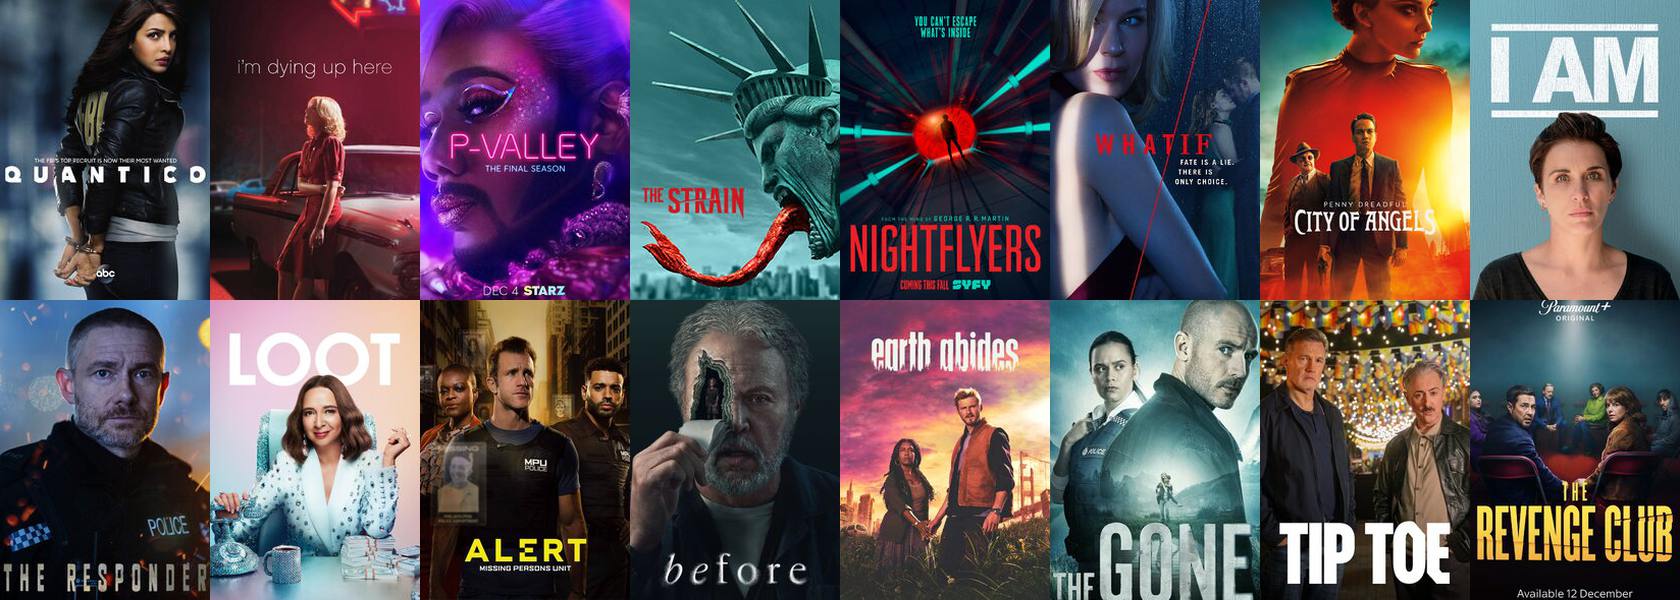 FBI
THE FBI'S TOP RECRUIT IS NOW THEIR MOST WANTED
QUANTICO
abc
i'm dying up here
P-VALLEY
THE FINAL SEASON
DEC 4 STARZ
THE STRAIN
YOU CAN'T ESCAPE
WHAT'S INSIDE
FROM THE MIND OF GEORGE R. R. MARTIN
NIGHTFLYERS
COMING THIS FALL SYFY
WHAT IF
FATE IS A LIE.
THERE IS
ONLY CHOICE.
PENNY DREADFUL
CITY OF ANGELS
I AM
POLICE
THE RESPONDER
LOOT
MPU
POLICE
ALERT
MISSING PERSONS UNIT
before
earth abides
POLICE
THE GONE
TIP TOE
Paramount+
ORIGINAL
THE
REVENGE CLUB
Available 12 December